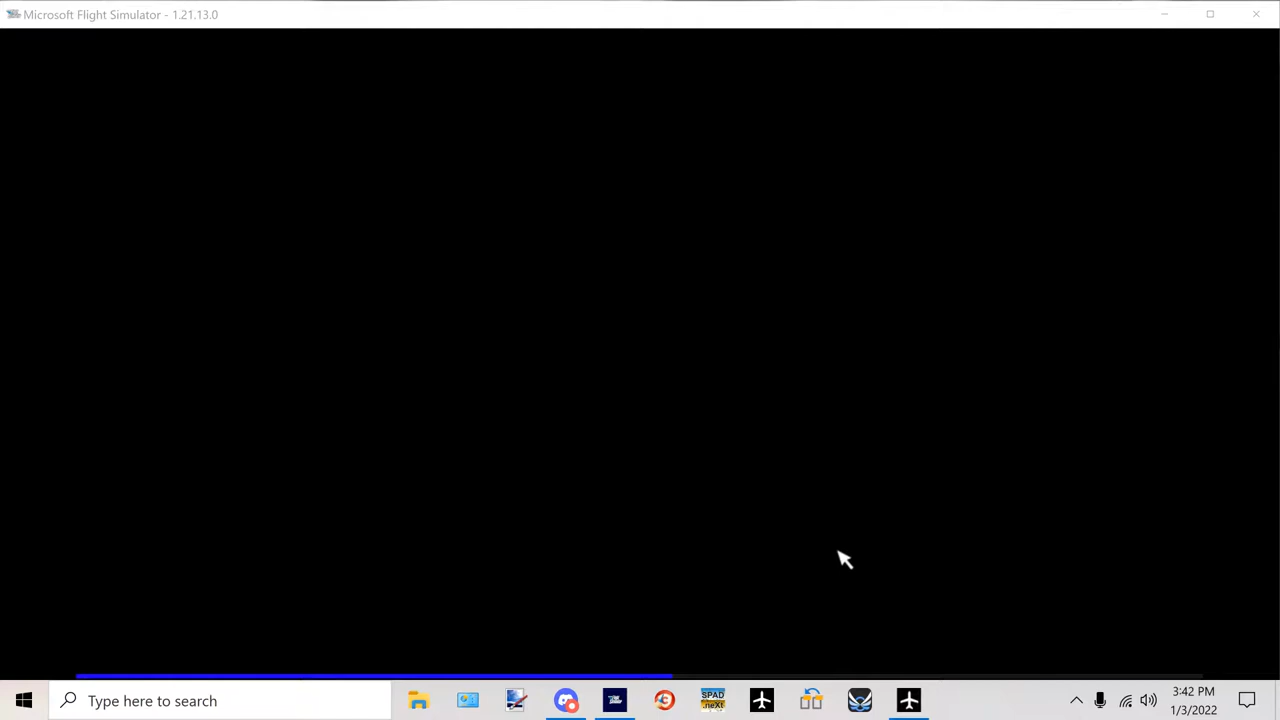 Microsoft Flight Simulator - 1.21.13.0
Type here to search
SPAD
.neXt
3:42 PM
1/3/2022